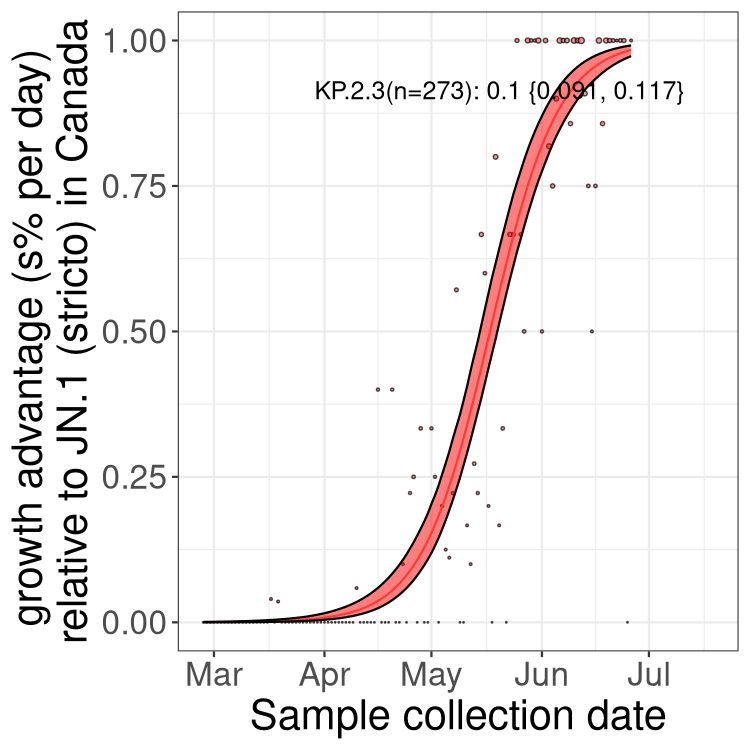 growth advantage (s% per day)
relative to JN.1 (stricto) in Canada
1.00
0.75
0.50
0.25
0.00
KP.2.3(n=273): 0.1 {0.091, 0.117}
Mar Apr May Jun Jul
Sample collection date